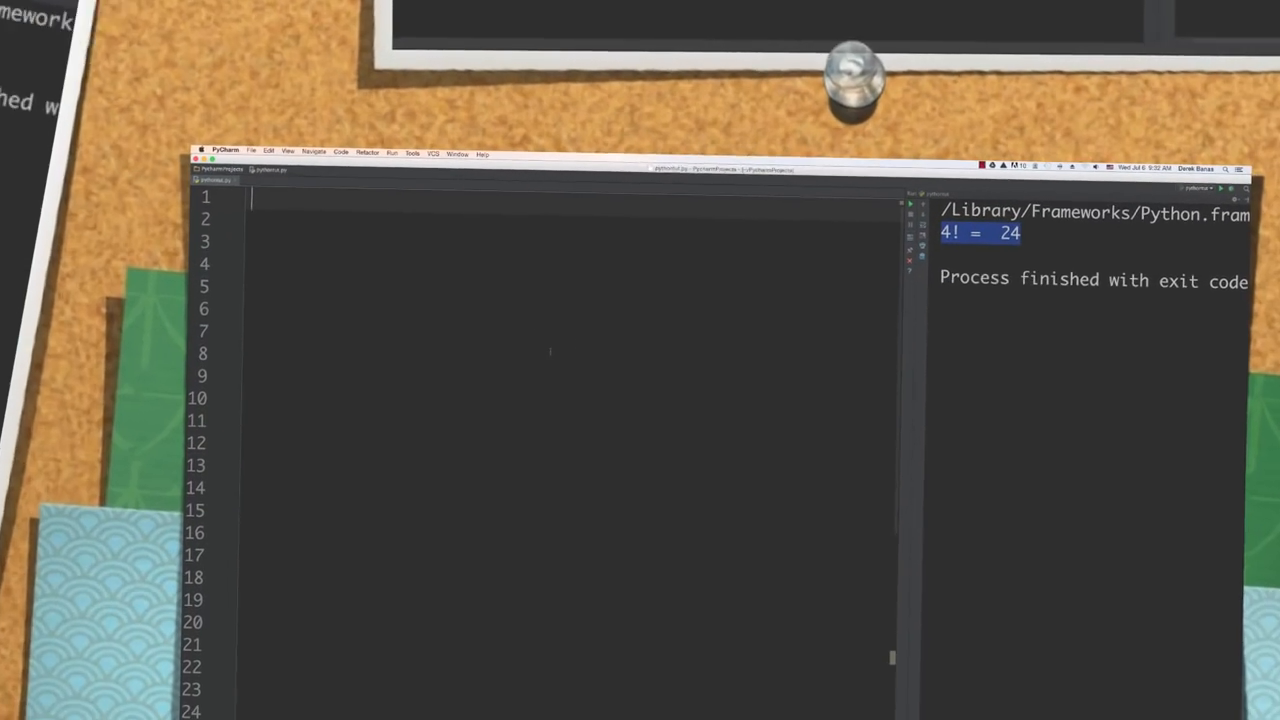 mework
hed w
PyCharm File Edit View Navigate Code Refactor Run Tools VCS Window Help
Wed Jul 6 9:32 AM Derek Banas
PycharmProjects pythontut.py
pythontut.py - PycharmProjects - [~/PycharmProjects]
pythontut.py
Run pythontut
pythontut
1
2
3
4
5
6
7
8
9
10
11
12
13
14
15
16
17
18
19
20
21
22
23
24
/Library/Frameworks/Python.fram
4! = 24
Process finished with exit code